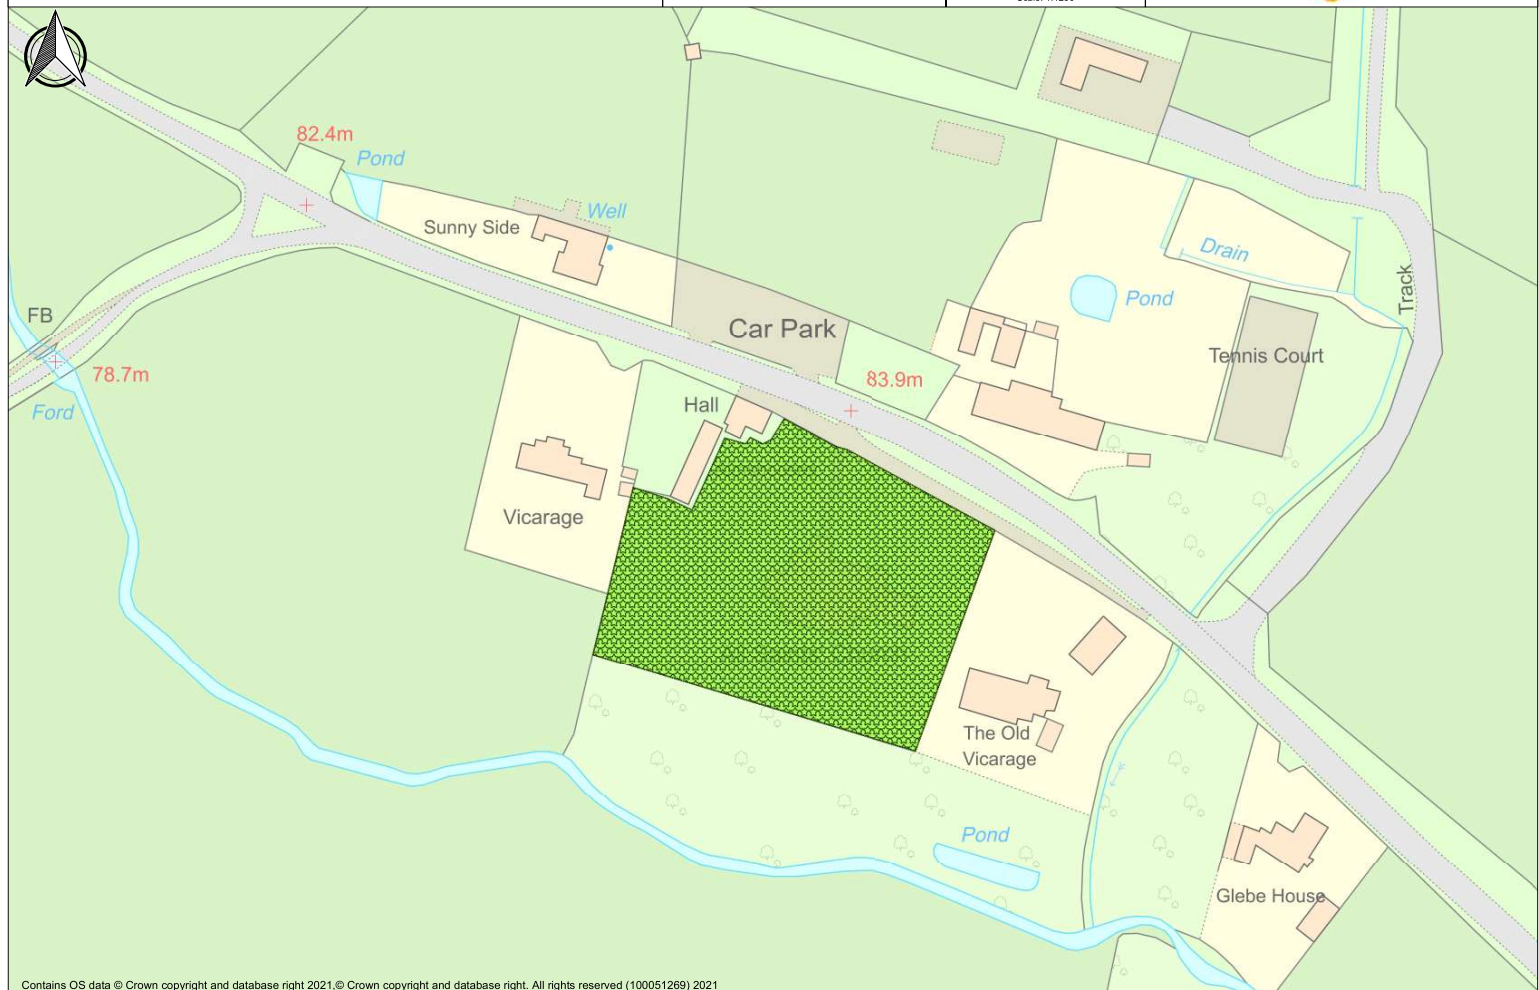 82.4m
Pond
Well
Sunny Side
Drain
Track
Pond
FB
Car Park
Tennis Court
78.7m
83.9m
Ford
Hall
Vicarage
The Old
Vicarage
Pond
Glebe House
Contains OS data © Crown copyright and database right 2021,© Crown copyright and database right. All rights reserved (100051269) 2021